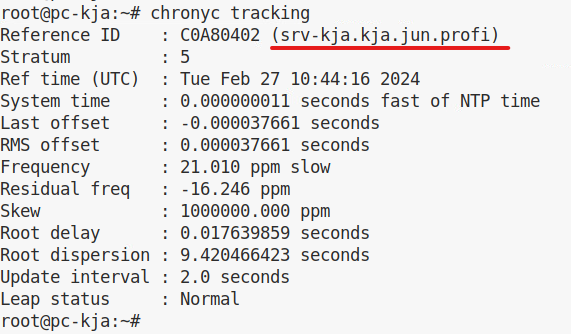 root@pc-kja:~# chronyc tracking
Reference ID    : C0A80402 (srv-kja.kja.jun.profi)
Stratum         : 5
Ref time (UTC)  : Tue Feb 27 10:44:16 2024
System time     : 0.000000011 seconds fast of NTP time
Last offset     : -0.000037661 seconds
RMS offset      : 0.000037661 seconds
Frequency       : 21.010 ppm slow
Residual freq   : -16.246 ppm
Skew            : 1000000.000 ppm
Root delay      : 0.017639859 seconds
Root dispersion : 9.420466423 seconds
Update interval : 2.0 seconds
Leap status     : Normal
root@pc-kja:~#